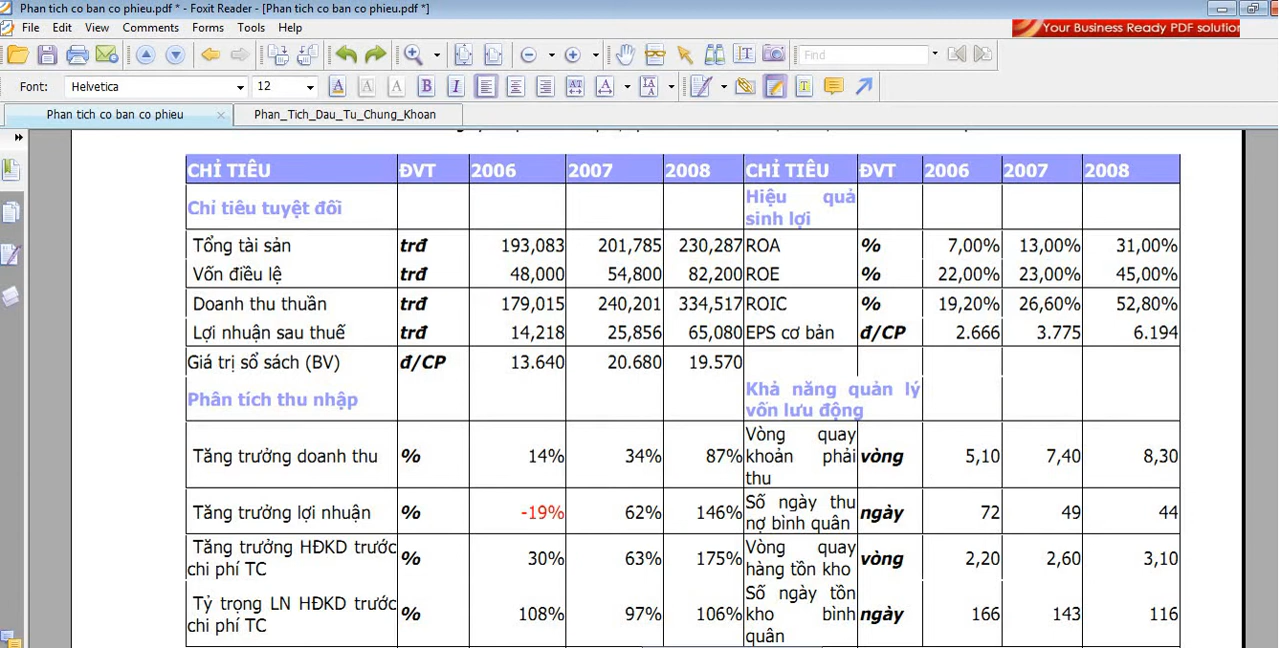 Phan tich co ban co phieu.pdf * - Foxit Reader - [Phan tich co ban co phieu.pdf *]
File Edit View Comments Forms Tools Help
Your Business Ready PDF solution
Find
Font: Helvetica 12
Phan tich co ban co phieu Phan_Tich_Dau_Tu_Chung_Khoan
CHỈ TIÊU ĐVT 2006 2007 2008 CHỈ TIÊU ĐVT 2006 2007 2008
Chỉ tiêu tuyệt đối
Hiệu quả
sinh lợi
Tổng tài sản trđ 193,083 201,785 230,287 ROA % 7,00% 13,00% 31,00%
Vốn điều lệ trđ 48,000 54,800 82,200 ROE % 22,00% 23,00% 45,00%
Doanh thu thuần trđ 179,015 240,201 334,517 ROIC % 19,20% 26,60% 52,80%
Lợi nhuận sau thuế trđ 14,218 25,856 65,080 EPS cơ bản đ/CP 2.666 3.775 6.194
Giá trị sổ sách (BV) đ/CP 13.640 20.680 19.570
Phân tích thu nhập
Khả năng quản lý
vốn lưu động
Tăng trưởng doanh thu % 14% 34% 87%
Vòng quay
khoản phải
thu
vòng 5,10 7,40 8,30
Tăng trưởng lợi nhuận % -19% 62% 146%
Số ngày thu
nợ bình quân
ngày 72 49 44
Tăng trưởng HĐKD trước
chi phí TC
% 30% 63% 175%
Vòng quay
hàng tồn kho
vòng 2,20 2,60 3,10
Tỷ trọng LN HĐKD trước
chi phí TC
% 108% 97% 106%
Số ngày tồn
kho bình
quân
ngày 166 143 116